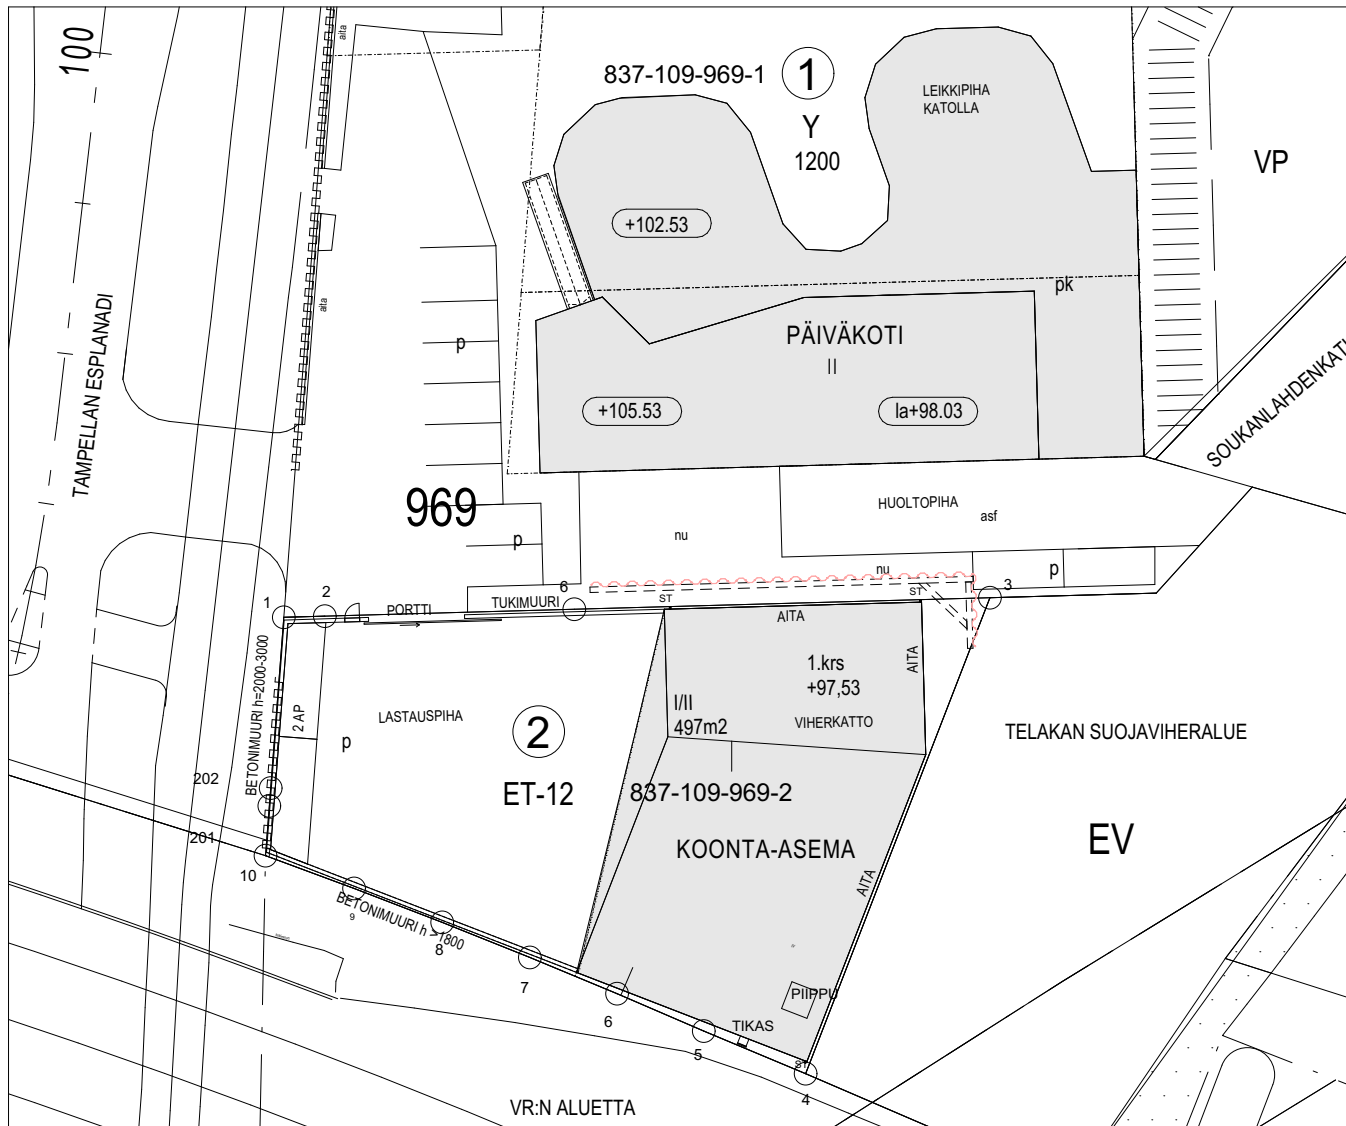 100
aita
837-109-969-1
1
LEIKKIPIHA
KATOLLA
Y
1200
VP
+102.53
aita
pk
PÄIVÄKOTI
II
p
TAMPELLAN ESPLANADI
+105.53
la+98.03
SOUKANLAHDENKATU
969
HUOLTOPIHA
asf
nu
p
nu
p
1
2
PORTTI
TUKIMUURI
6
ST
ST
3
AITA
AITA
BETONIMUURI h=2000-3000
2 AP
1.krs
+97,53
I/II
497m2
VIHERKATTO
LASTAUSPIHA
p
2
TELAKAN SUOJAVIHERALUE
202
ET-12
837-109-969-2
201
KOONTA-ASEMA
EV
10
AITA
BETONIMUURI h =1800
9
8
7
PIIPPU
6
TIKAS
5
ST
4
VR:N ALUETTA